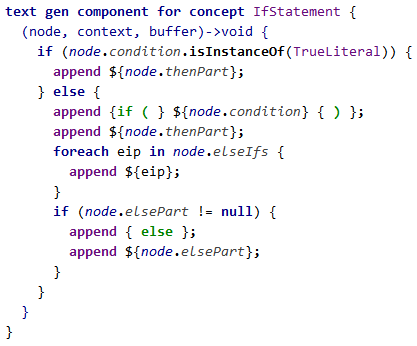 text gen component for concept IfStatement {
  (node, context, buffer)->void {
    if (node.condition.isInstanceOf(TrueLiteral)) {
      append ${node.thenPart};
    } else {
      append {if ( } ${node.condition} { ) };
      append ${node.thenPart};
      foreach eip in node.elseIfs {
        append ${eip};
      }
      if (node.elsePart != null) {
        append { else };
        append ${node.elsePart};
      }
    }
  }
}